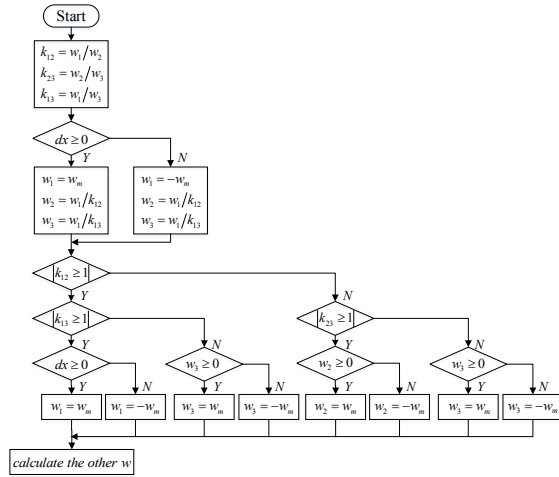 Start
k₁₂ = w₁/w₂
k₂₃ = w₂/w₃
k₁₃ = w₁/w₃
dx ≥ 0
Y
N
w₁ = wₘ
w₂ = w₁/k₁₂
w₃ = w₁/k₁₃
w₁ = −wₘ
w₂ = w₁/k₁₂
w₃ = w₁/k₁₃
|k₁₂ ≥ 1|
Y
N
|k₁₃ ≥ 1|
|k₂₃ ≥ 1|
Y
N
Y
N
dx ≥ 0
w₃ ≥ 0
w₂ ≥ 0
w₃ ≥ 0
Y
N
Y
N
Y
N
Y
N
w₁ = wₘ
w₁ = −wₘ
w₃ = wₘ
w₃ = −wₘ
w₂ = wₘ
w₂ = −wₘ
w₃ = wₘ
w₃ = −wₘ
calculate the other w